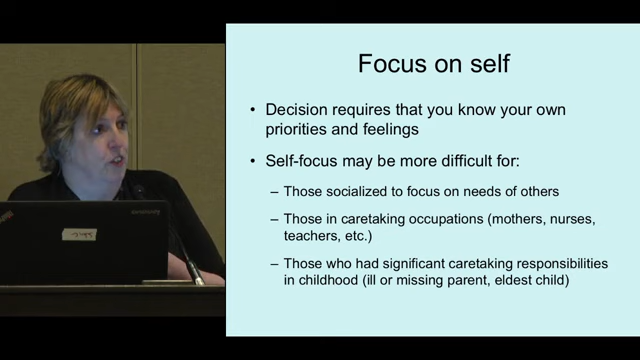 Focus on self
• Decision requires that you know your own
priorities and feelings
• Self-focus may be more difficult for:
– Those socialized to focus on needs of others
– Those in caretaking occupations (mothers, nurses,
teachers, etc.)
– Those who had significant caretaking responsibilities
in childhood (ill or missing parent, eldest child)